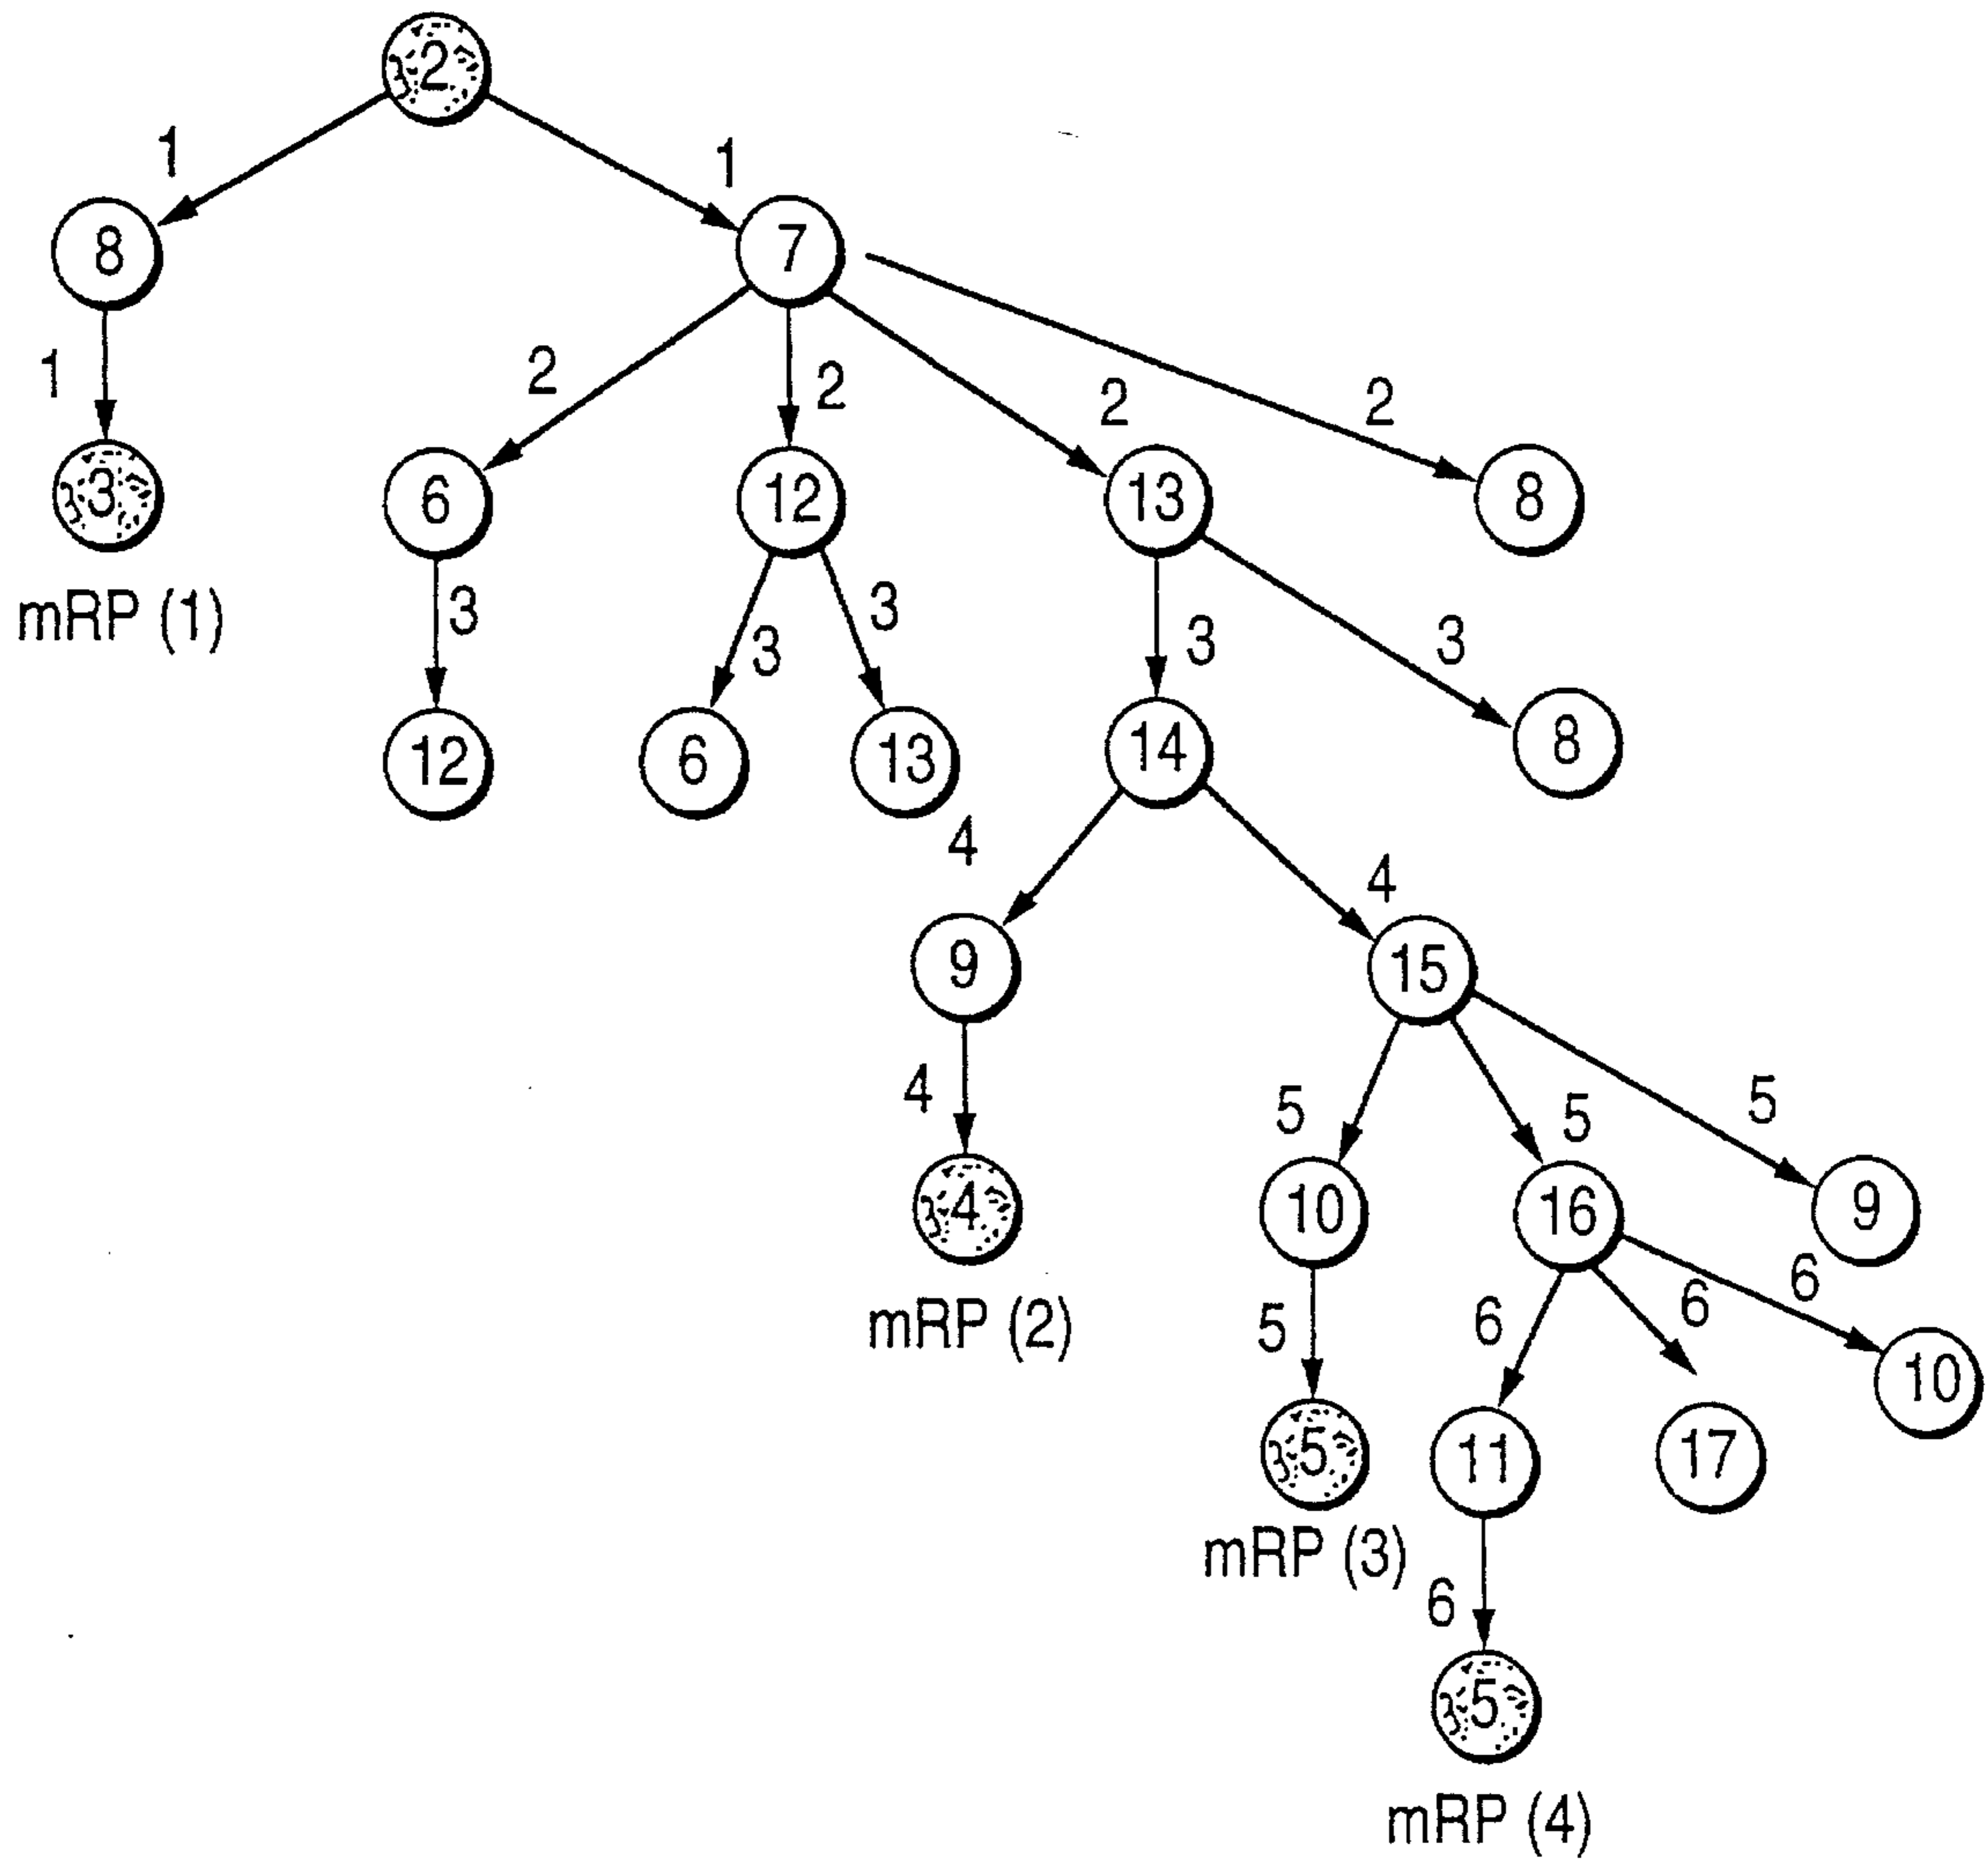 2
1 1
8 7
1 2 2 2 2
3 6 12 13 8
mRP (1)
3 3 3 3 3
12 6 13 14 8
4 4
9 15
4 5 5 5
4 10 16 9
mRP (2)
5 6 6 6
5 11 17 10
mRP (3)
6
5
mRP (4)